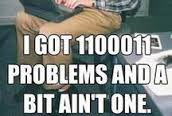 I GOT 1100011
PROBLEMS AND A
BIT AIN'T ONE.